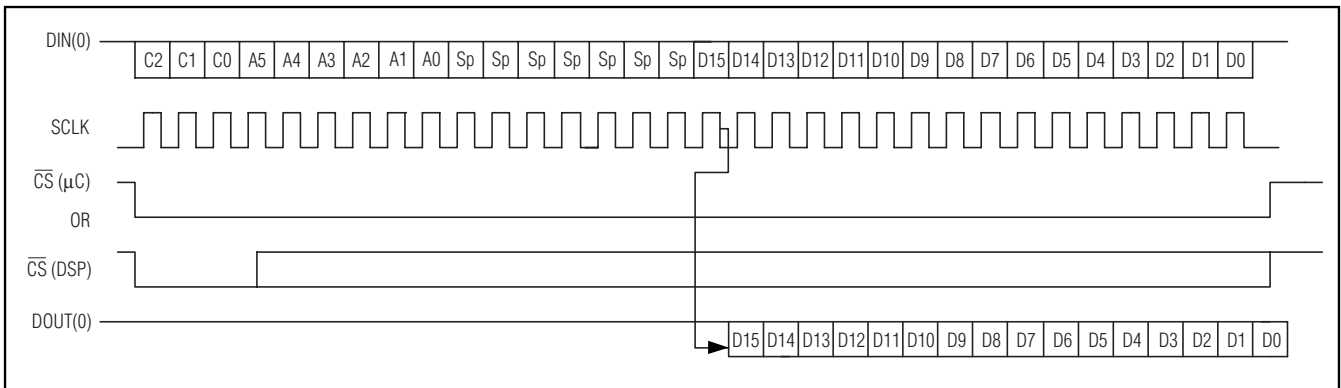 DIN(0)
C2 C1 C0 A5 A4 A3 A2 A1 A0 Sp Sp Sp Sp Sp Sp Sp D15 D14 D13 D12 D11 D10 D9 D8 D7 D6 D5 D4 D3 D2 D1 D0
SCLK
CS (μC)
OR
CS (DSP)
DOUT(0)
D15 D14 D13 D12 D11 D10 D9 D8 D7 D6 D5 D4 D3 D2 D1 D0